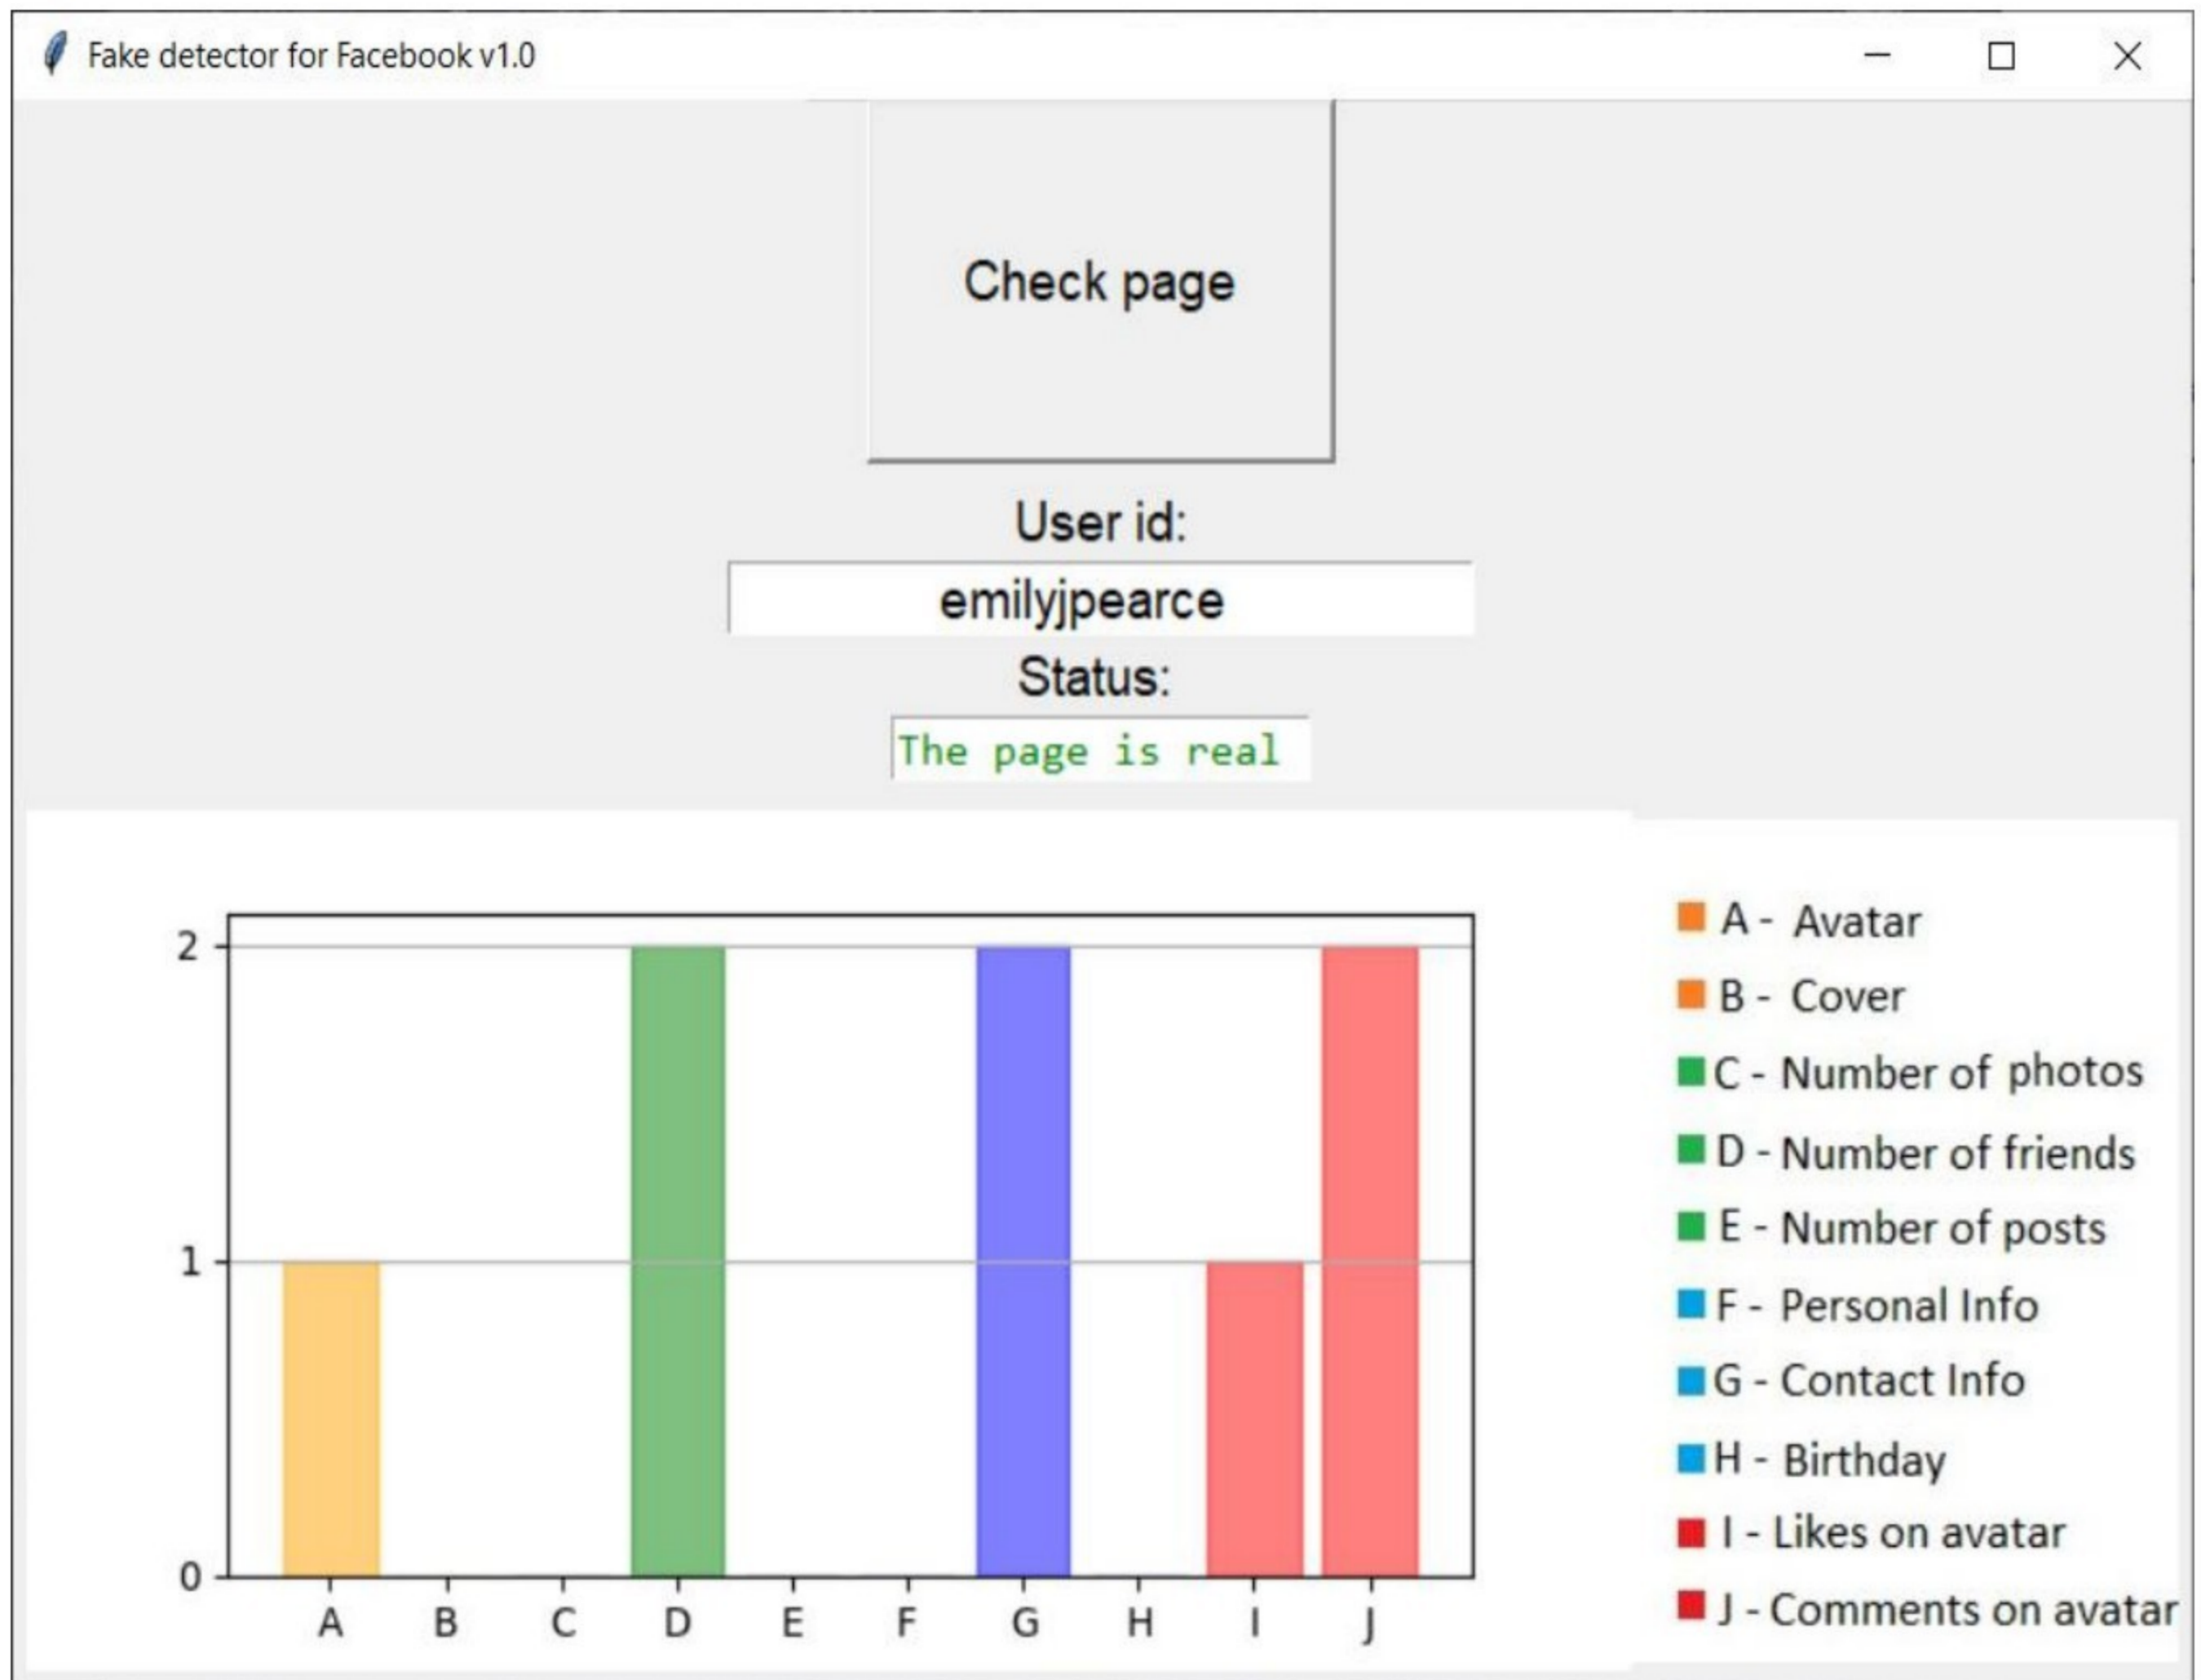 Fake detector for Facebook v1.0
Check page
User id:
emilyjpearce
Status:
The page is real
2
1
0
A B C D E F G H I J
A - Avatar
B - Cover
C - Number of photos
D - Number of friends
E - Number of posts
F - Personal Info
G - Contact Info
H - Birthday
I - Likes on avatar
J - Comments on avatar